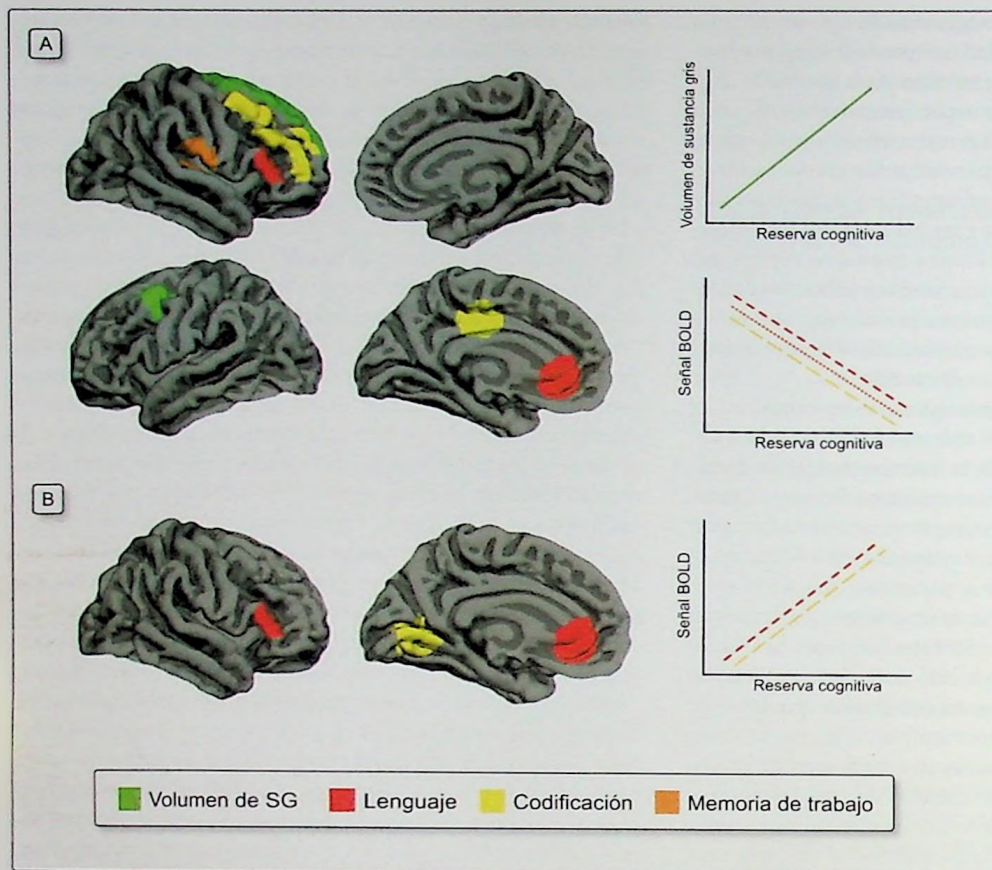 A
Volumen de sustancia gris
Reserva cognitiva
Señal BOLD
Reserva cognitiva
B
Señal BOLD
Reserva cognitiva
Volumen de SG
Lenguaje
Codificación
Memoria de trabajo